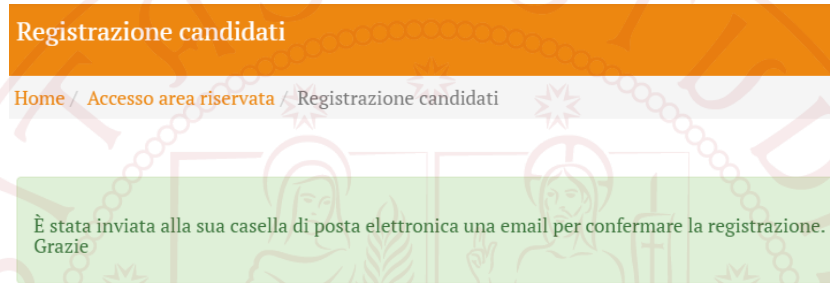 Registrazione candidati
Home / Accesso area riservata / Registrazione candidati
È stata inviata alla sua casella di posta elettronica una email per confermare la registrazione.
Grazie